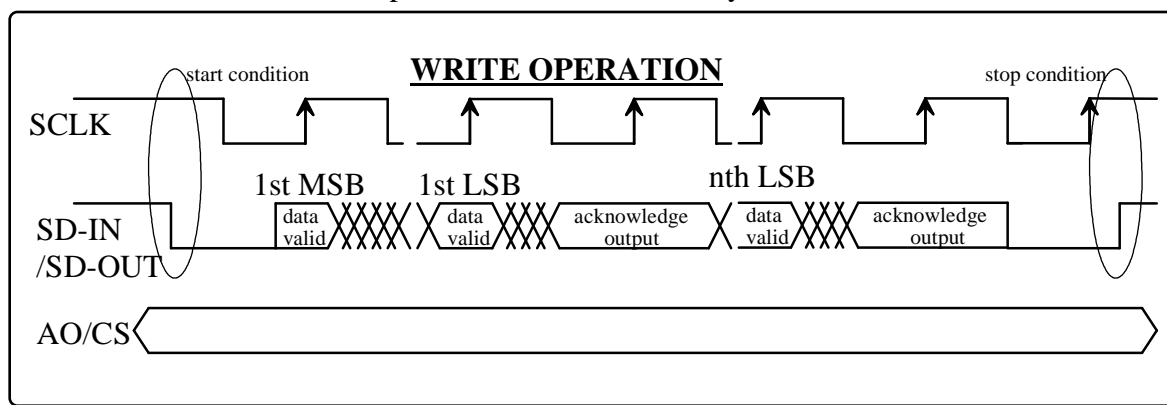 WRITE OPERATION
start condition
stop condition
SCLK
1st MSB
1st LSB
nth LSB
SD-IN
/SD-OUT
data
valid
data
valid
acknowledge
output
data
valid
acknowledge
output
AO/CS